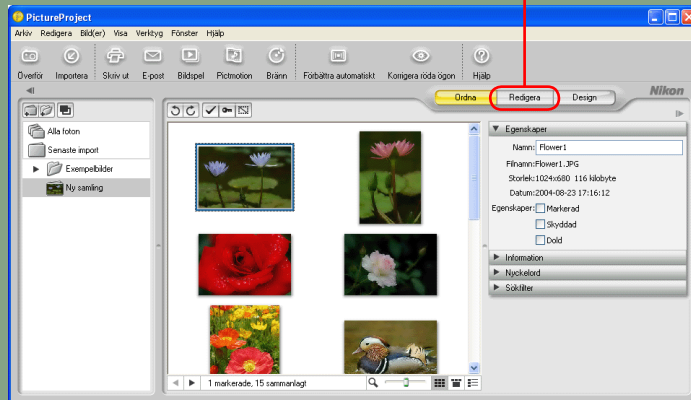 PictureProject
Arkiv Redigera Bild(er) Visa Verktyg Fönster Hjälp
Överför Importera Skriv ut E-post Bildspel Pictmotion Bränn Förbättra automatiskt Korrigera röda ögon Hjälp
Ordna Redigera Design
Nikon
Alla foton
Senaste import
Exempelbilder
Ny samling
Egenskaper
Namn: Flower1
Filnamn:Flower1.JPG
Storlek:1024x680 116 kilobyte
Datum:2004-08-23 17:16:12
Egenskaper: Markerad
Skyddad
Dold
Information
Nyckelord
Sökfilter
1 markerade, 15 sammanlagt